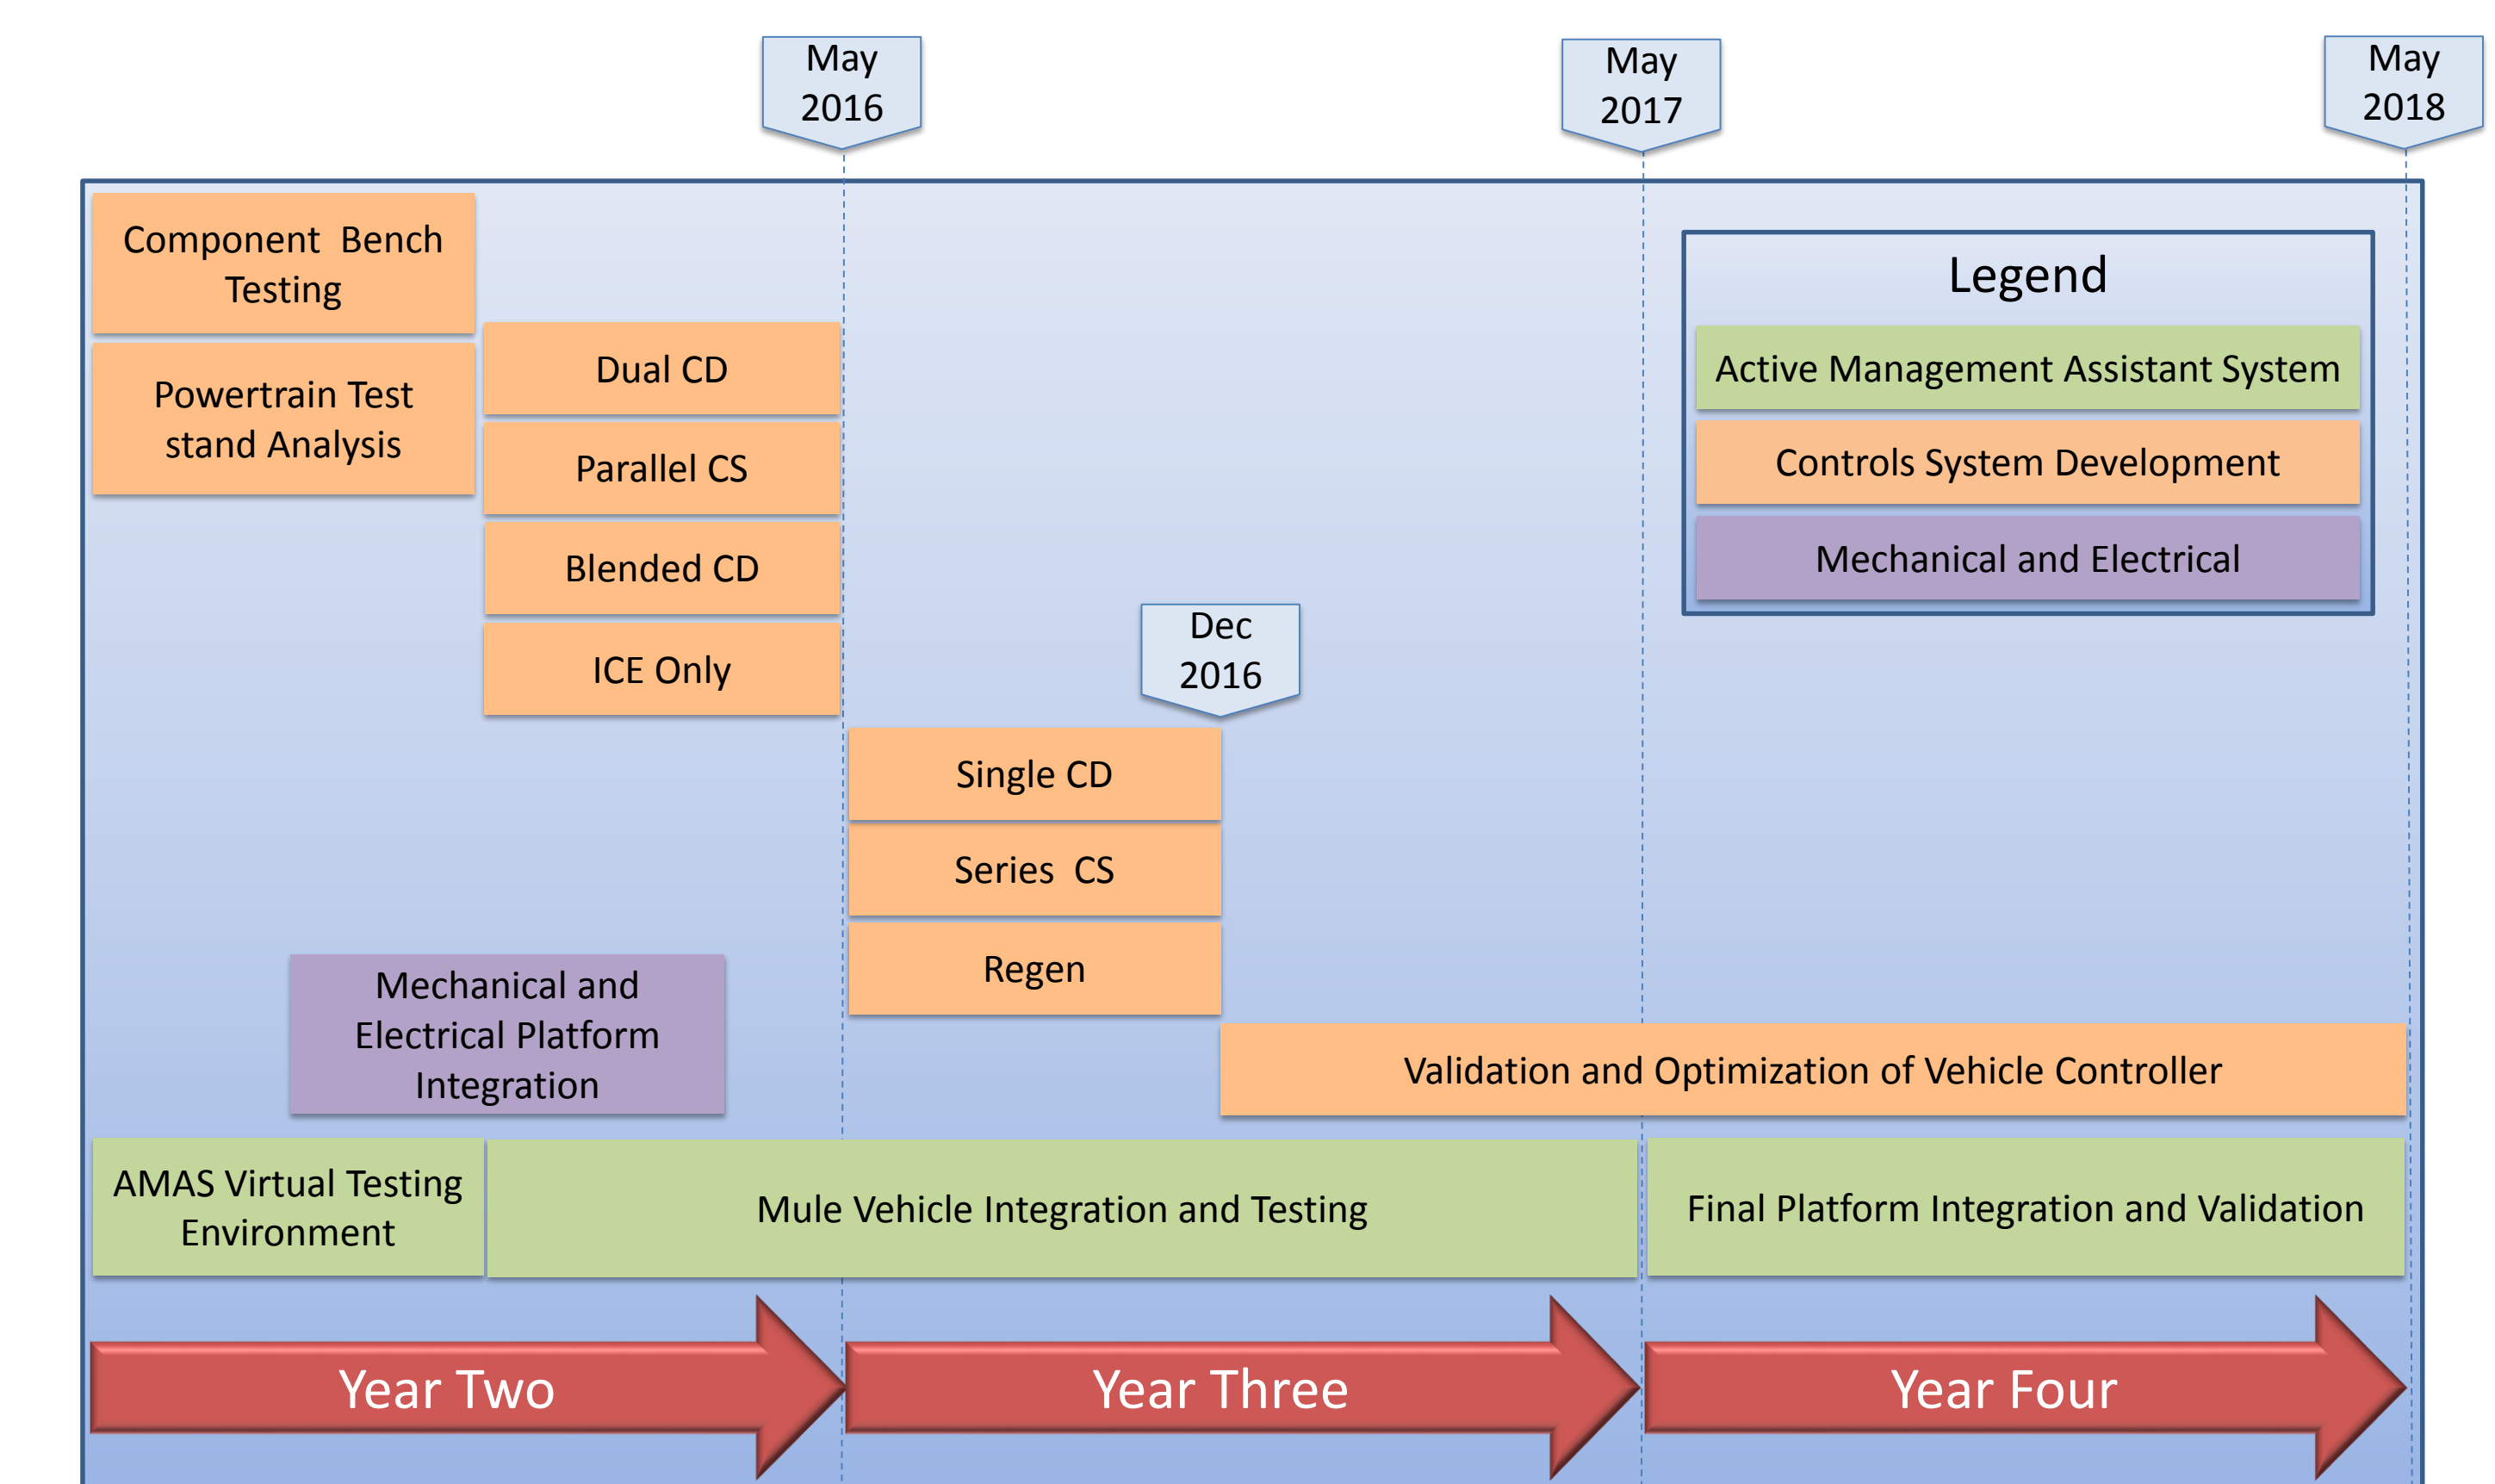 May
2016
May
2017
May
2018
Component  Bench
Testing
Powertrain Test
stand Analysis
Dual CD
Parallel CS
Blended CD
ICE Only
Legend
Active Management Assistant System
Controls System Development
Mechanical and Electrical
Dec
2016
Single CD
Series  CS
Regen
Mechanical and
Electrical Platform
Integration
Validation and Optimization of Vehicle Controller
AMAS Virtual Testing
Environment
Mule Vehicle Integration and Testing
Final Platform Integration and Validation
Year Two
Year Three
Year Four